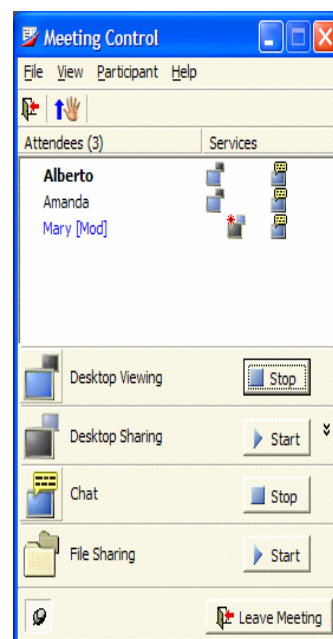 Meeting Control
File View Participant Help
Attendees (3) Services
Alberto
Amanda
Mary [Mod]
Desktop Viewing Stop
Desktop Sharing Start
Chat Stop
File Sharing Start
Leave Meeting